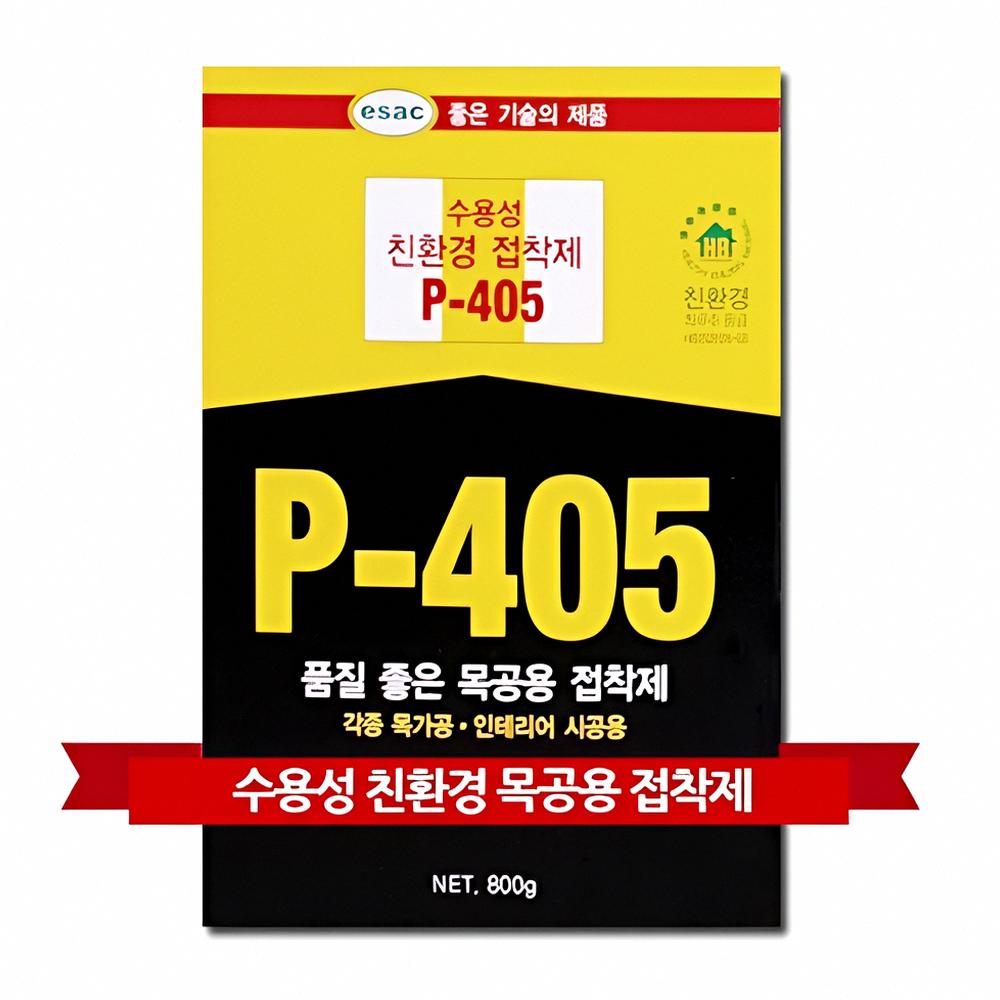 esac 좋은 기술의 제품
수용성
친환경 접착제
P-405
HB
친환경
P-405
품질 좋은 목공용 접착제
각종 목가공·인테리어 시공용
수용성 친환경 목공용 접착제
NET. 800g